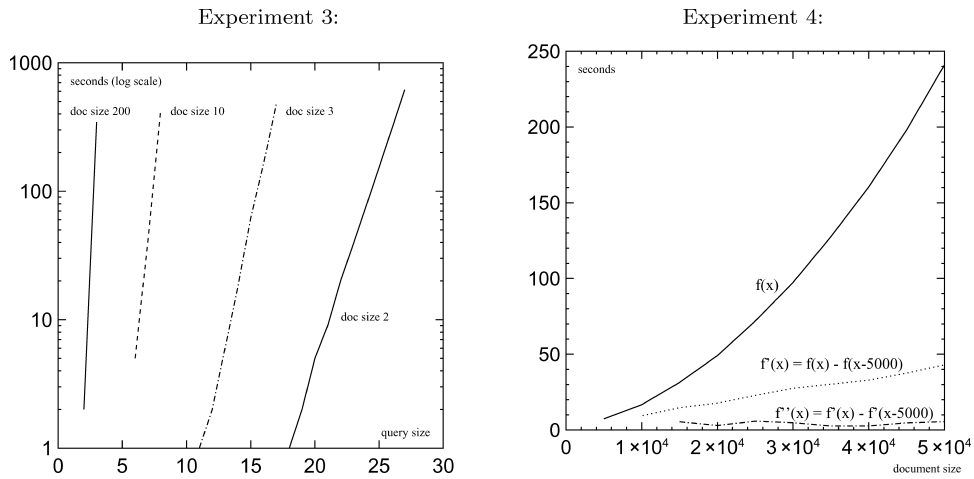 Experiment 3:
1000
100
10
1
seconds (log scale)
doc size 200
doc size 10
doc size 3
doc size 2
query size
0 5 10 15 20 25 30
Experiment 4:
250
200
150
100
50
0
seconds
f(x)
f'(x) = f(x) - f(x-5000)
f''(x) = f'(x) - f'(x-5000)
0 1×10⁴ 2×10⁴ 3×10⁴ 4×10⁴ 5×10⁴
document size